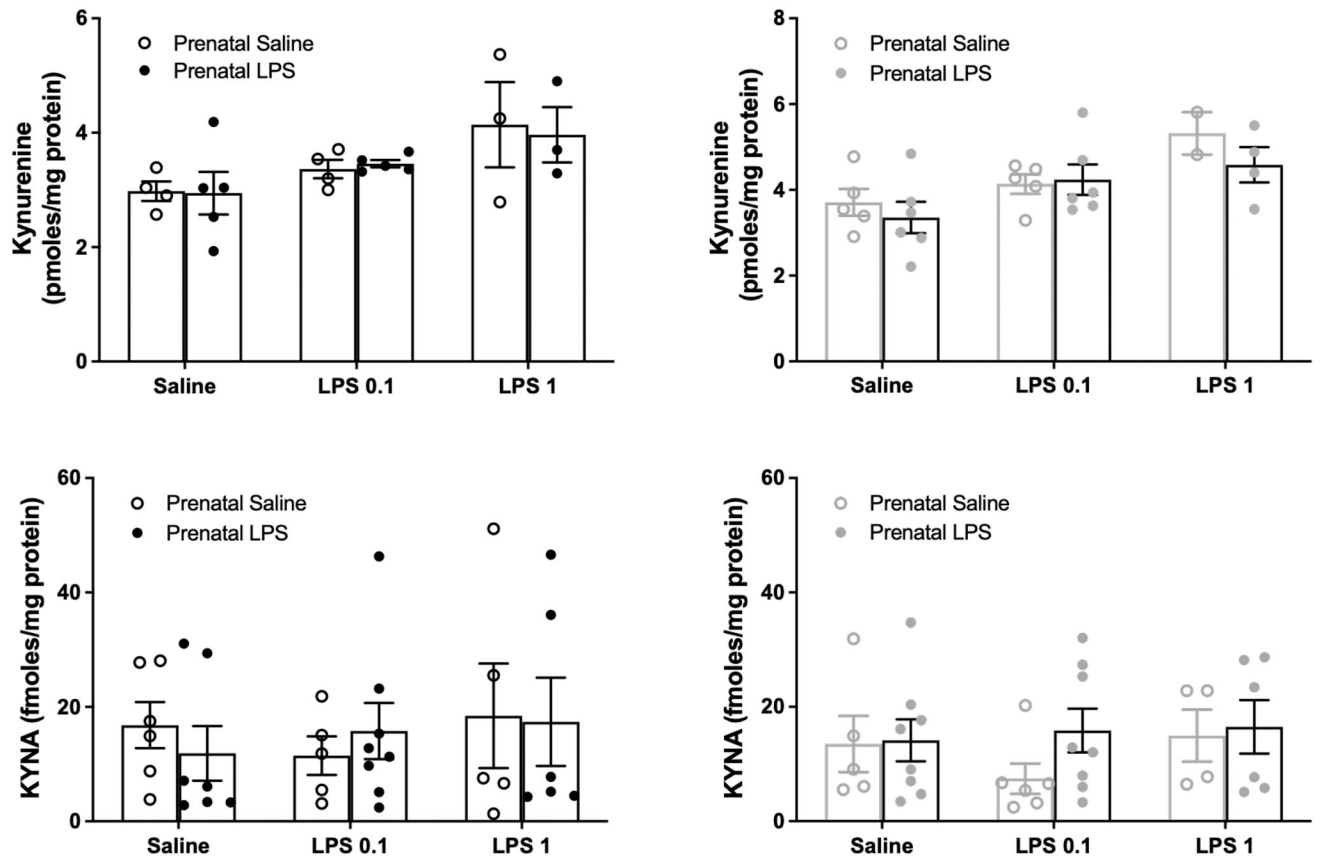 6
4
2
0
Kynurenine
(pmoles/mg protein)
Prenatal Saline
Prenatal LPS
Saline LPS 0.1 LPS 1
8
6
4
2
0
Kynurenine
(pmoles/mg protein)
Prenatal Saline
Prenatal LPS
Saline LPS 0.1 LPS 1
60
40
20
0
KYNA (fmoles/mg protein)
Prenatal Saline
Prenatal LPS
Saline LPS 0.1 LPS 1
60
40
20
0
KYNA (fmoles/mg protein)
Prenatal Saline
Prenatal LPS
Saline LPS 0.1 LPS 1